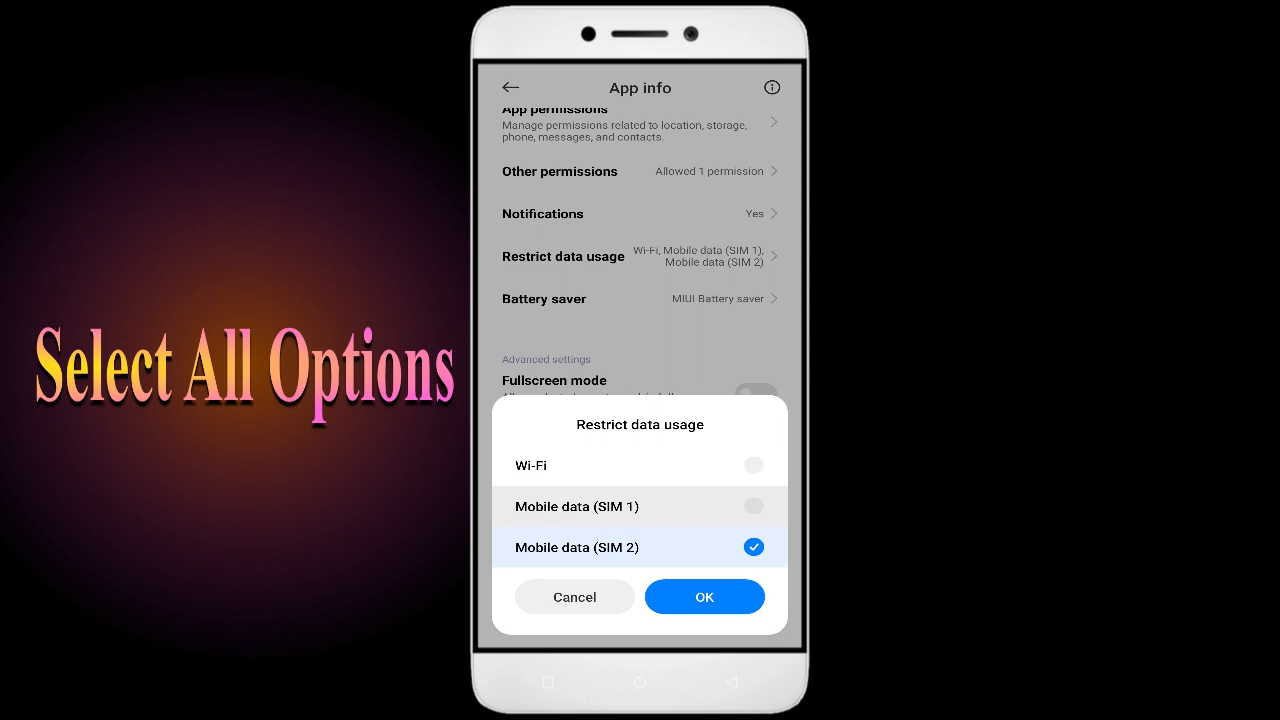 Select All Options
App info
App permissions
Manage permissions related to location, storage,
phone, messages, and contacts.
Other permissions
Allowed 1 permission
Notifications
Yes
Restrict data usage
Wi-Fi, Mobile data (SIM 1),
Mobile data (SIM 2)
Battery saver
MIUI Battery saver
Advanced settings
Fullscreen mode
Restrict data usage
Wi-Fi
Mobile data (SIM 1)
Mobile data (SIM 2)
Cancel
OK